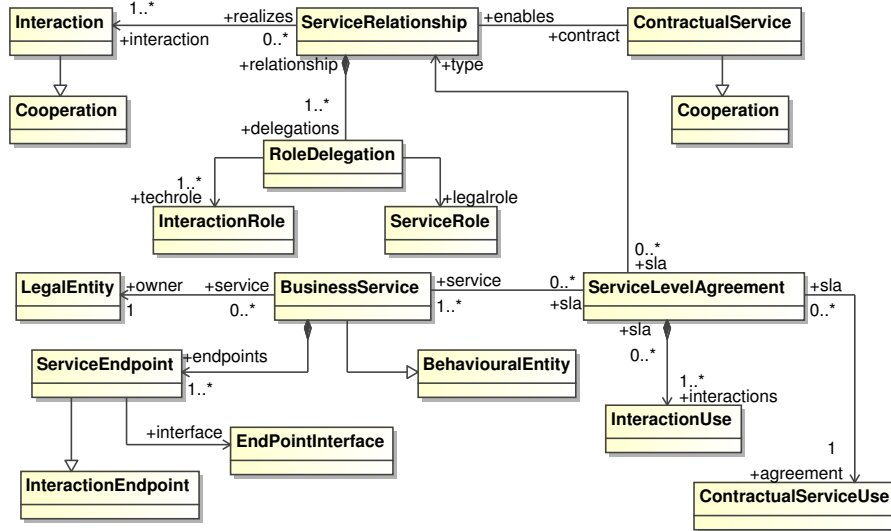 1..* +realizes ServiceRelationship +enables ContractualService
Interaction
+interaction 0..* +contract
+relationship +type
Cooperation 1..* Cooperation
+delegations
RoleDelegation
1..*
+techrole +legalrole
InteractionRole ServiceRole
0..*
+sla
LegalEntity +owner +service BusinessService +service 0..* ServiceLevelAgreement +sla
1 0..* 1..* +sla 0..*
+sla
ServiceEndpoint +endpoints BehaviouralEntity 0..*
1..* 1..*
+interactions
+interface EndPointInterface InteractionUse
1
InteractionEndpoint +agreement
ContractualServiceUse